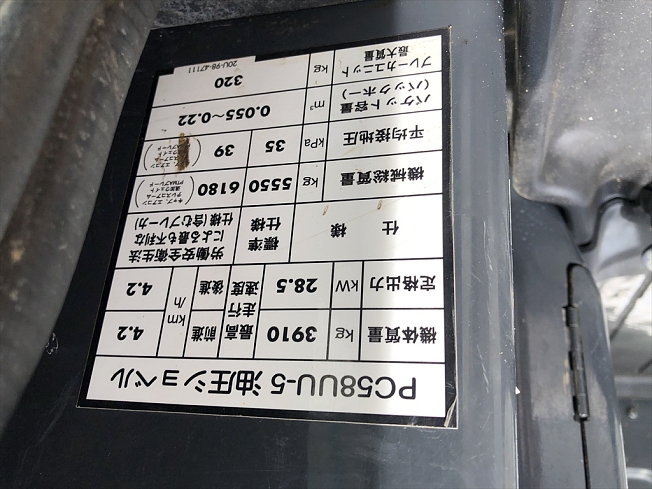 PC58UU-5 油圧ショベル
機体質量 kg 3910 最高走行速度 前進 km/h 4.2
定格出力 kW 28.5 後進 4.2
仕様 標準仕様 労働安全衛生法
による最も不利な
仕様(含むブレーカ)
機械総質量 kg 5550 6180
平均接地圧 kPa 35 39
バケット容量
(バックホー) m³ 0.055〜0.22
ブレーカユニット
最大質量 kg 320
20U-98-47111